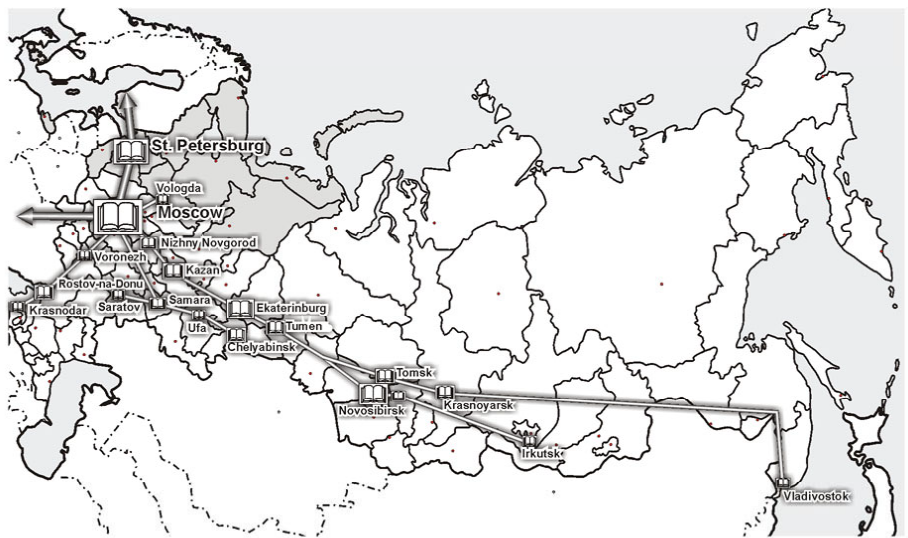 St. Petersburg
Vologda
Moscow
Nizhny Novgorod
Voronezh
Kazan
Rostov-na-Donu
Samara
Saratov
Krasnodar
Ekaterinburg
Ufa
Tumen
Chelyabinsk
Tomsk
Novosibirsk
Krasnoyarsk
Irkutsk
Vladivostok